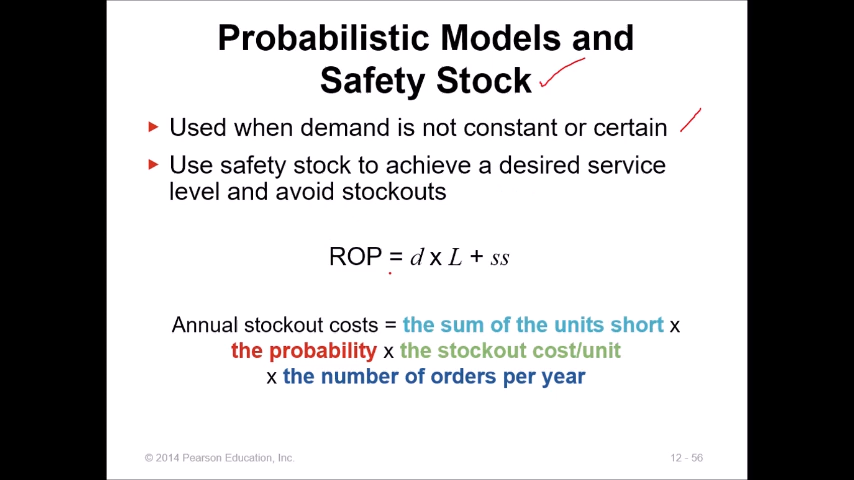 Probabilistic Models and
Safety Stock
Used when demand is not constant or certain
Use safety stock to achieve a desired service
level and avoid stockouts
ROP = d x L + ss
Annual stockout costs = the sum of the units short x
the probability x the stockout cost/unit
x the number of orders per year
© 2014 Pearson Education, Inc.
12 - 56